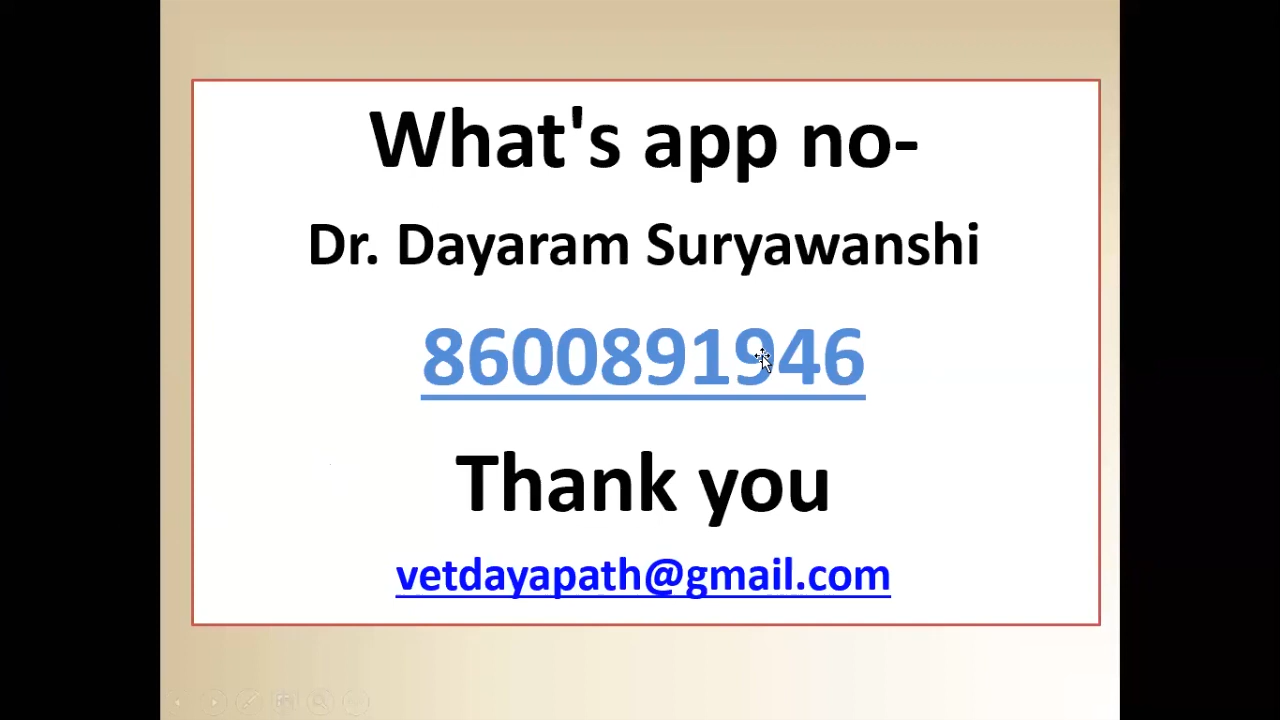 What's app no-
Dr. Dayaram Suryawanshi
8600891946
Thank you
vetdayapath@gmail.com